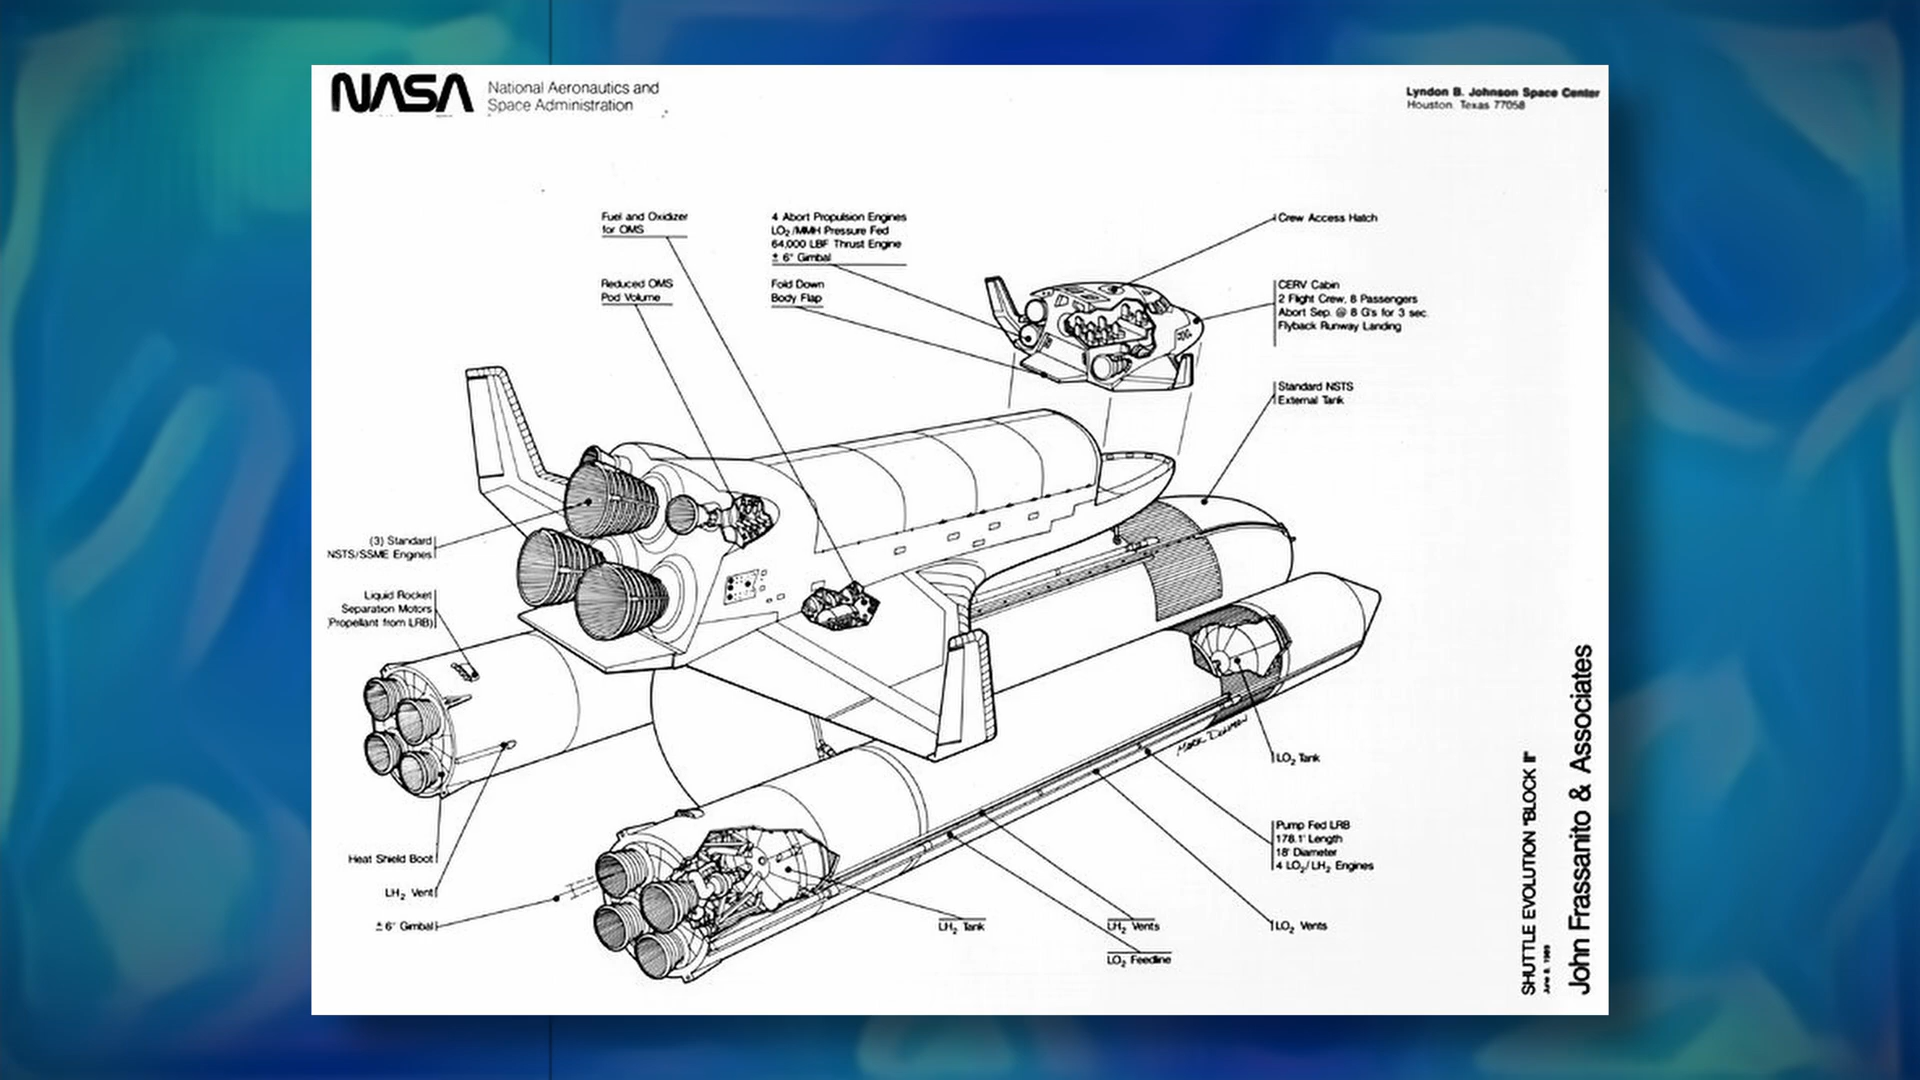 NASA
National Aeronautics and
Space Administration
Lyndon B. Johnson Space Center
Houston, Texas 77058
Fuel and Oxidizer
for OMS
4 Abort Propulsion Engines
LO2/MMH Pressure Fed
64,000 LBF Thrust Engine
± 6° Gimbal
Crew Access Hatch
Reduced OMS
Pod Volume
Fold Down
Body Flap
CERV Cabin
2 Flight Crew, 8 Passengers
Abort Sep. @ 8 G's for 3 sec.
Flyback Runway Landing
Standard NSTS
External Tank
(3) Standard
NSTS/SSME Engines
Liquid Rocket
Separation Motors
(Propellant from LRB)
LO2 Tank
Pump Fed LRB
178.1' Length
18' Diameter
4 LO2/LH2 Engines
Heat Shield Boot
LH2 Vent
± 6° Gimbal
LH2 Tank
LH2 Vents
LO2 Vents
LO2 Feedline
SHUTTLE EVOLUTION "BLOCK II"
June 8, 1989
John Frassanito & Associates